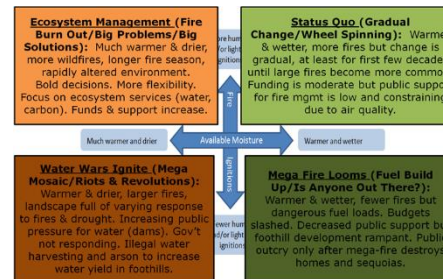 Ecosystem Management (Fire
Burn Out/Big Problems/Big
Solutions): Much warmer & drier,
more wildfires, longer fire season,
rapidly altered environment.
Bold decisions. More flexibility.
Focus on ecosystem services (water,
carbon). Funds & support increase.
Status Quo (Gradual
Change/Wheel Spinning): Warmer
& wetter, more fires but change is
gradual, at least for first few decades
until large fires become more common.
Funding is moderate but public support
for fire mgmt is low and constraining
due to air quality.
ignitions
Fire
Much warmer and drier
Available Moisture
Warmer and wetter
Ignitions
Water Wars Ignite (Mega
Mosaic/Riots & Revolutions):
Warmer & drier, larger fires,
landscape full of varying response
to fires & drought. Increasing public
pressure for water (dams). Gov't
not responding. Illegal water
harvesting and arson to increase
water yield in foothills.
and/or light
ignitions
Mega Fire Looms (Fuel Build
Up/Is Anyone Out There?):
Warmer & wetter, fewer fires but
dangerous fuel loads. Budgets
slashed. Decreased public support but
foothill development rampant. Public
outcry only after mega-fire destroys
homes and sequoias.